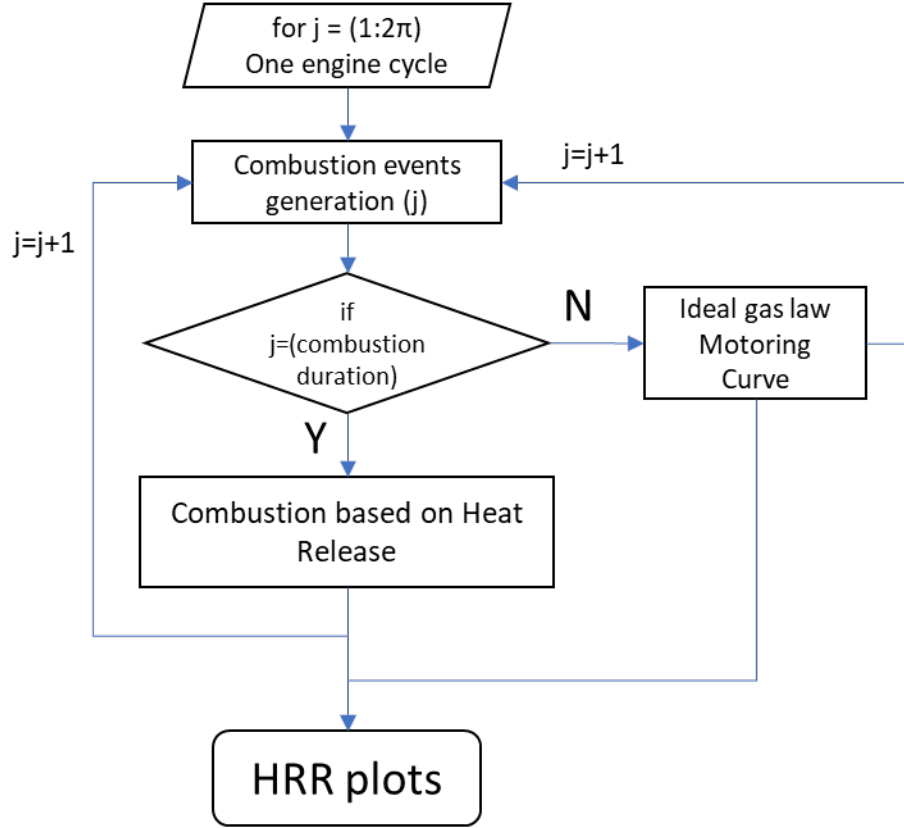 for j = (1:2π)
One engine cycle
Combustion events
generation (j)
j=j+1
j=j+1
if
j=(combustion
duration)
N
Ideal gas law
Motoring
Curve
Y
Combustion based on Heat
Release
HRR plots